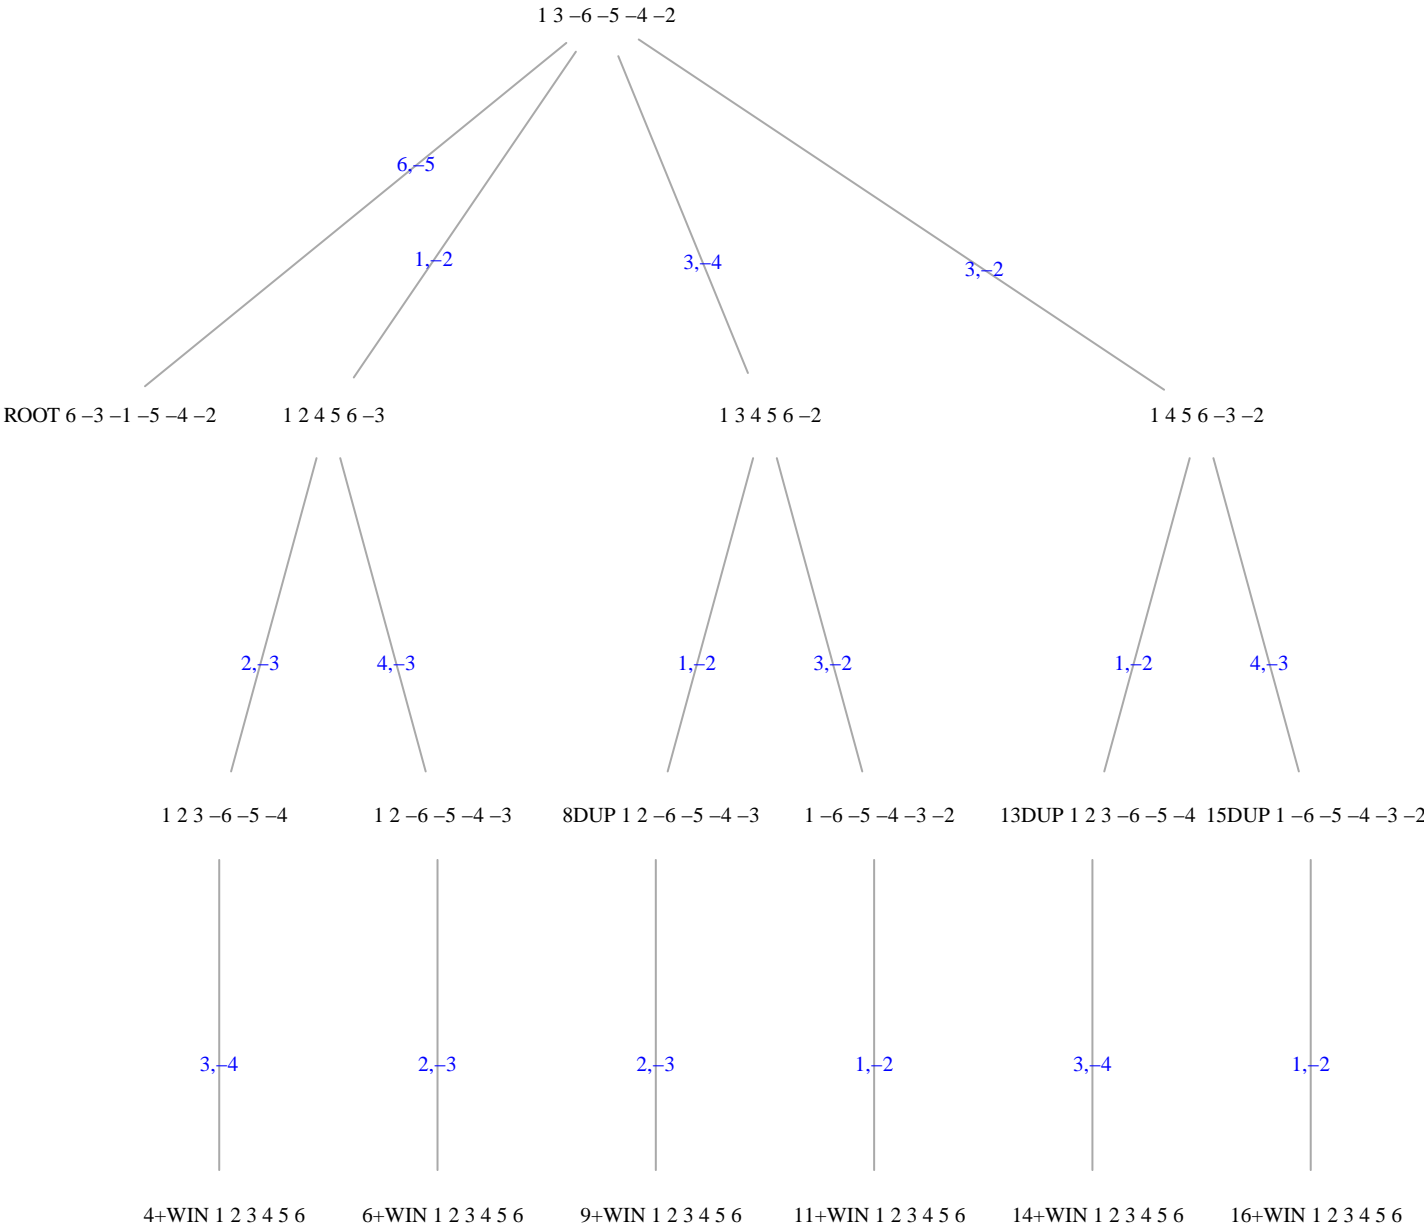 1 3 –6 –5 –4 –2
6,–5
1,–2
3,–4
3,–2
ROOT 6 –3 –1 –5 –4 –2
1 2 4 5 6 –3
1 3 4 5 6 –2
1 4 5 6 –3 –2
2,–3
4,–3
1,–2
3,–2
1,–2
4,–3
1 2 3 –6 –5 –4
1 2 –6 –5 –4 –3
8DUP 1 2 –6 –5 –4 –3
1 –6 –5 –4 –3 –2
13DUP 1 2 3 –6 –5 –4
15DUP 1 –6 –5 –4 –3 –2
3,–4
2,–3
2,–3
1,–2
3,–4
1,–2
4+WIN 1 2 3 4 5 6
6+WIN 1 2 3 4 5 6
9+WIN 1 2 3 4 5 6
11+WIN 1 2 3 4 5 6
14+WIN 1 2 3 4 5 6
16+WIN 1 2 3 4 5 6